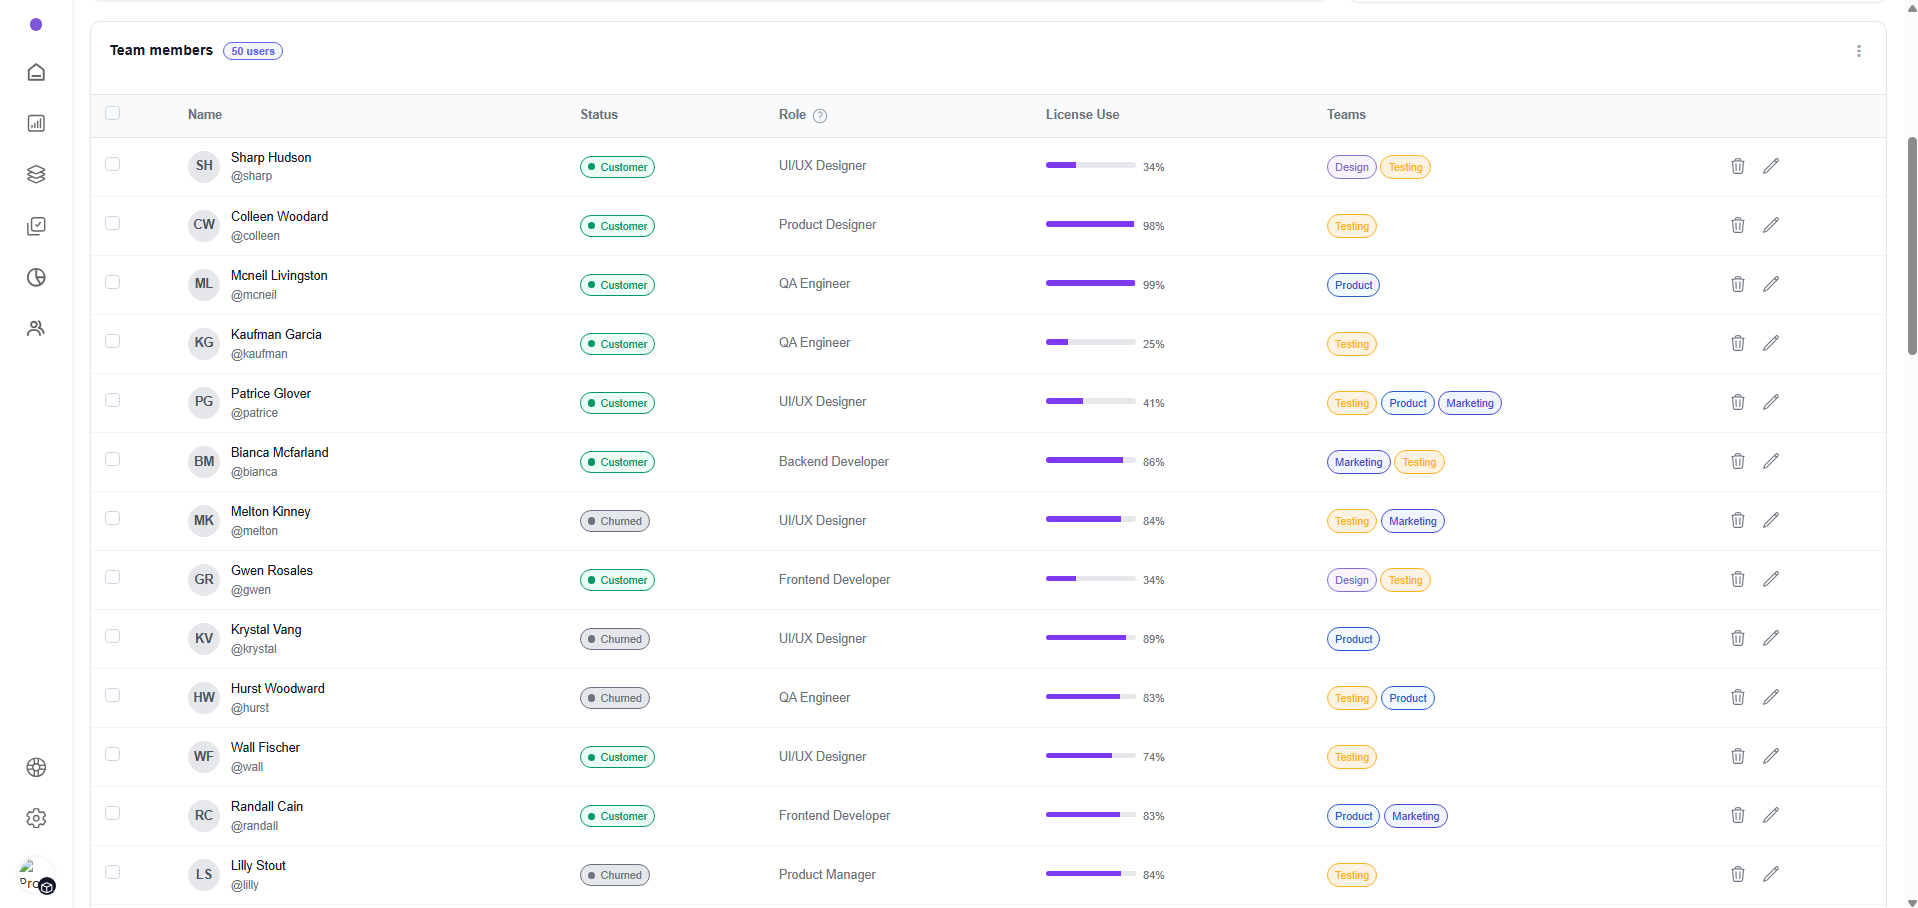 Team members 50 users
Name Status Role License Use Teams
SH Sharp Hudson @sharp Customer UI/UX Designer 34% Design Testing
CW Colleen Woodard @colleen Customer Product Designer 98% Testing
ML Mcneil Livingston @mcneil Customer QA Engineer 99% Product
KG Kaufman Garcia @kaufman Customer QA Engineer 25% Testing
PG Patrice Glover @patrice Customer UI/UX Designer 41% Testing Product Marketing
BM Bianca Mcfarland @bianca Customer Backend Developer 86% Marketing Testing
MK Melton Kinney @melton Churned UI/UX Designer 84% Testing Marketing
GR Gwen Rosales @gwen Customer Frontend Developer 34% Design Testing
KV Krystal Vang @krystal Churned UI/UX Designer 89% Product
HW Hurst Woodward @hurst Churned QA Engineer 83% Testing Product
WF Wall Fischer @wall Customer UI/UX Designer 74% Testing
RC Randall Cain @randall Customer Frontend Developer 83% Product Marketing
LS Lilly Stout @lilly Churned Product Manager 84% Testing